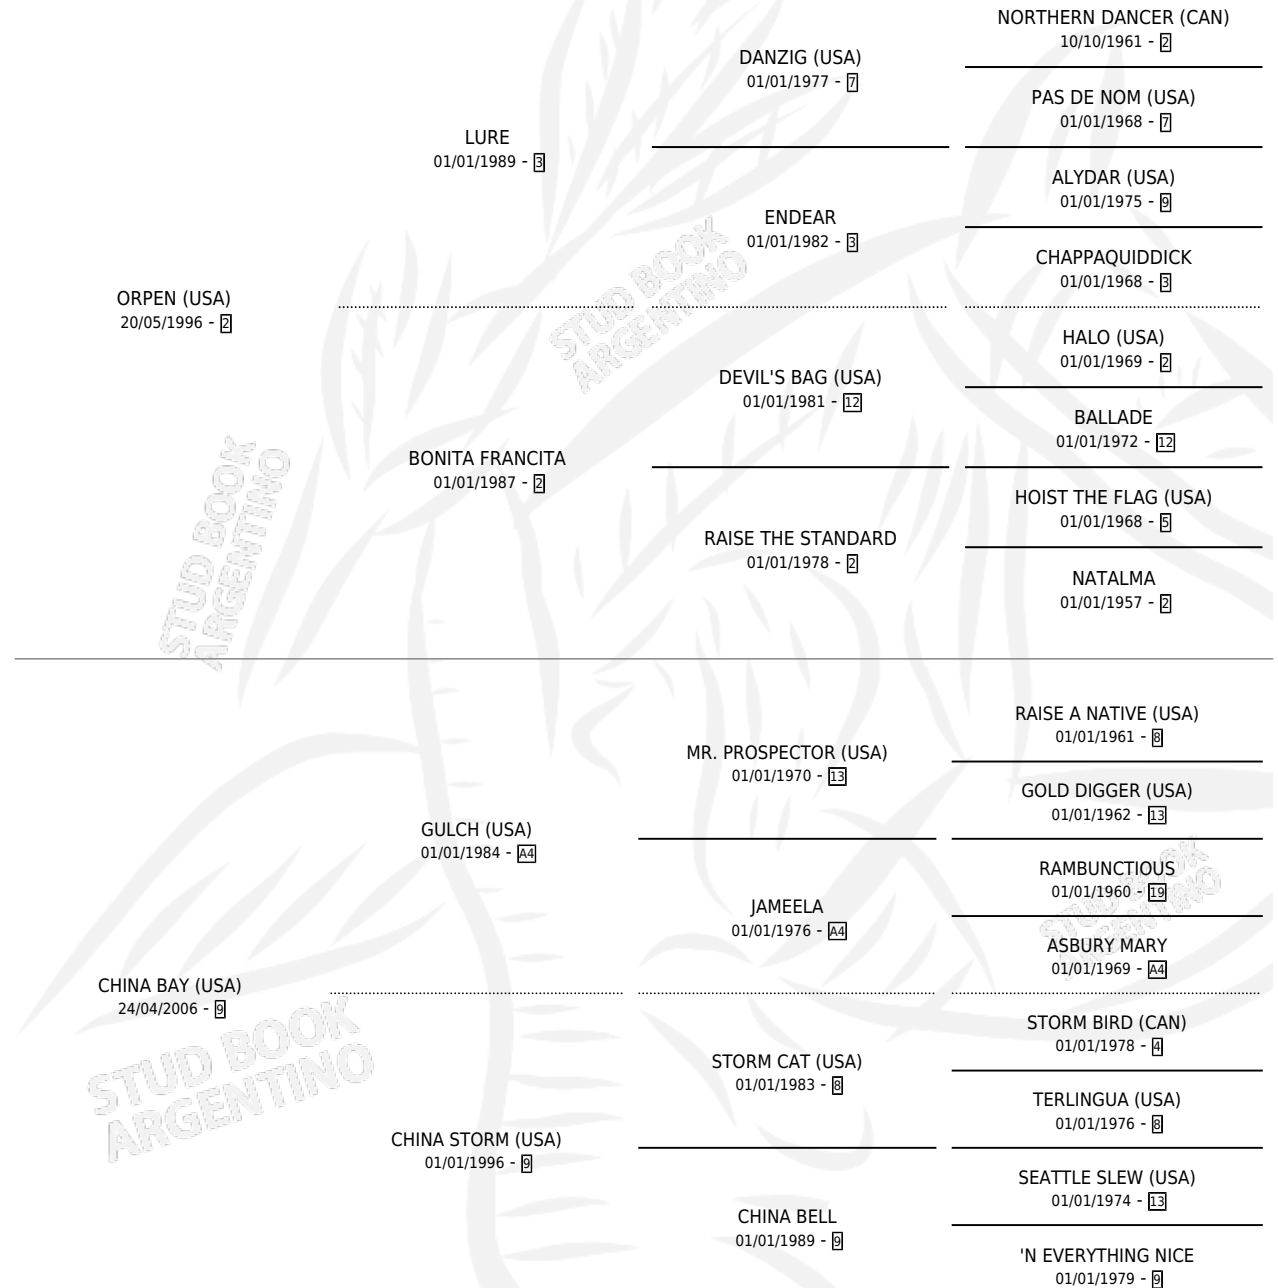 NORTHERN DANCER (CAN)
10/10/1961 - 2
DANZIG (USA)
01/01/1977 - 7
PAS DE NOM (USA)
01/01/1968 - 7
LURE
01/01/1989 - 3
ALYDAR (USA)
01/01/1975 - 9
ENDEAR
01/01/1982 - 3
CHAPPAQUIDDICK
01/01/1968 - 3
ORPEN (USA)
20/05/1996 - 2
STUD BOOK
ARGENTINO
HALO (USA)
01/01/1969 - 2
DEVIL'S BAG (USA)
01/01/1981 - 12
BALLADE
01/01/1972 - 12
BONITA FRANCITA
01/01/1987 - 2
HOIST THE FLAG (USA)
01/01/1968 - 5
RAISE THE STANDARD
01/01/1978 - 2
NATALMA
01/01/1957 - 2
STUD BOOK
ARGENTINO
RAISE A NATIVE (USA)
01/01/1961 - 8
MR. PROSPECTOR (USA)
01/01/1970 - 13
GOLD DIGGER (USA)
01/01/1962 - 13
GULCH (USA)
01/01/1984 - A4
RAMBUNCTIOUS
01/01/1960 - 19
JAMEELA
01/01/1976 - A4
ASBURY MARY
01/01/1969 - A4
STUD BOOK
ARGENTINO
CHINA BAY (USA)
24/04/2006 - 9
STORM BIRD (CAN)
01/01/1978 - 4
STORM CAT (USA)
01/01/1983 - 8
TERLINGUA (USA)
01/01/1976 - 8
STUD BOOK
ARGENTINO
CHINA STORM (USA)
01/01/1996 - 9
SEATTLE SLEW (USA)
01/01/1974 - 13
CHINA BELL
01/01/1989 - 9
'N EVERYTHING NICE
01/01/1979 - 9